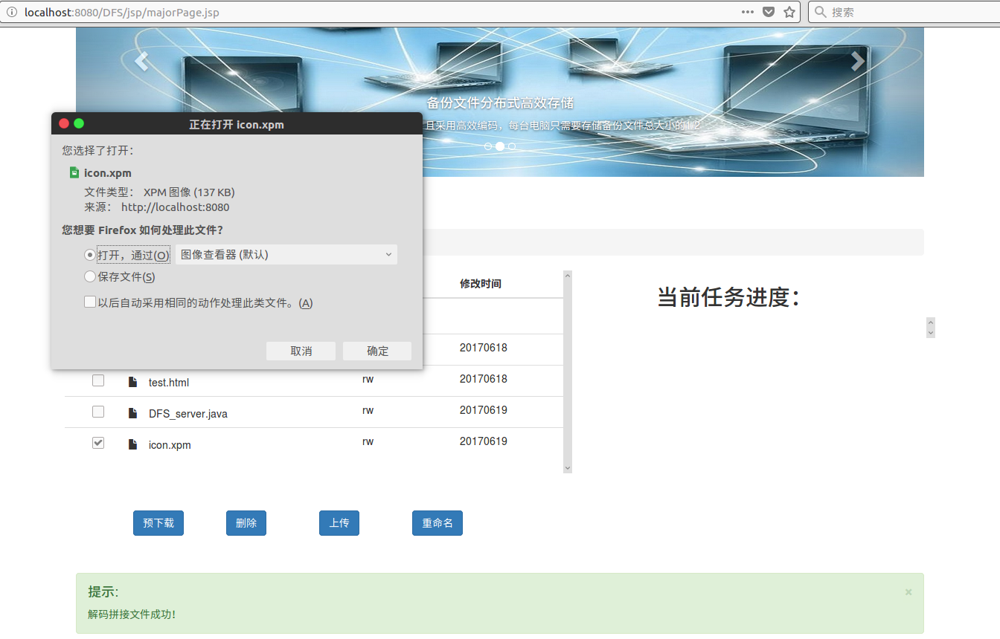 localhost:8080/DFS/jsp/majorPage.jsp
搜索
备份文件分布式高效存储
且采用高效编码，每台电脑只需要存储备份文件总大小的1/2
正在打开 icon.xpm
您选择了打开：
icon.xpm
文件类型： XPM 图像 (137 KB)
来源： http://localhost:8080
您想要 Firefox 如何处理此文件？
打开，通过(O) 图像查看器 (默认)
保存文件(S)
以后自动采用相同的动作处理此类文件。(A)
取消 确定
修改时间
当前任务进度：
20170618
test.html rw 20170618
DFS_server.java rw 20170619
icon.xpm rw 20170619
预下载 删除 上传 重命名
提示: ×
解码拼接文件成功！